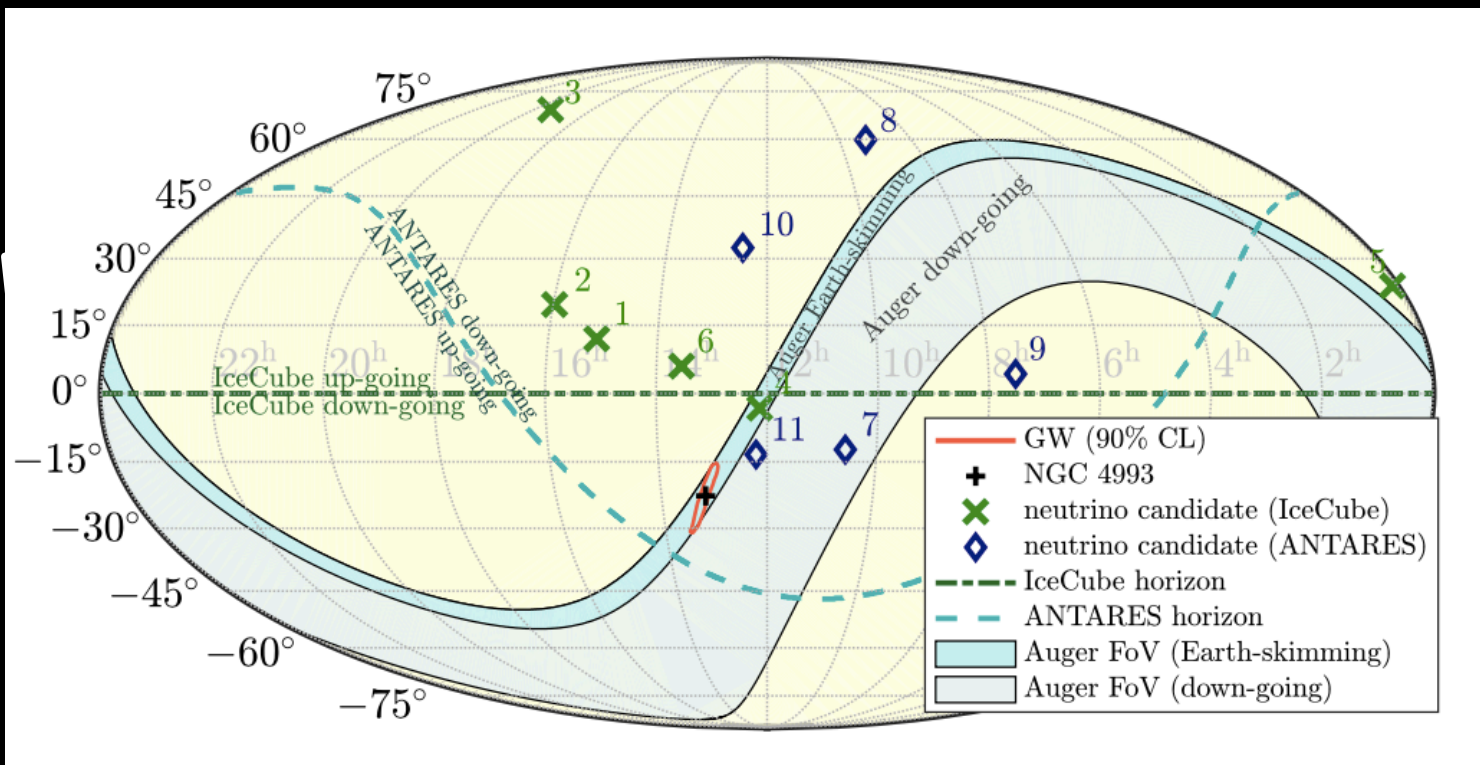 75°
3
60°
8
45°
10
30°
5
ANTARES down-going
ANTARES up-going
Auger Earth-skimming
Auger down-going
2
1
15°
6
22h
20h
18h
16h
14h
12h
10h
8h
6h
4h
2h
9
4
0°
IceCube up-going
IceCube down-going
11
7
−15°
−30°
−45°
−60°
−75°
GW (90% CL)
NGC 4993
neutrino candidate (IceCube)
neutrino candidate (ANTARES)
IceCube horizon
ANTARES horizon
Auger FoV (Earth-skimming)
Auger FoV (down-going)